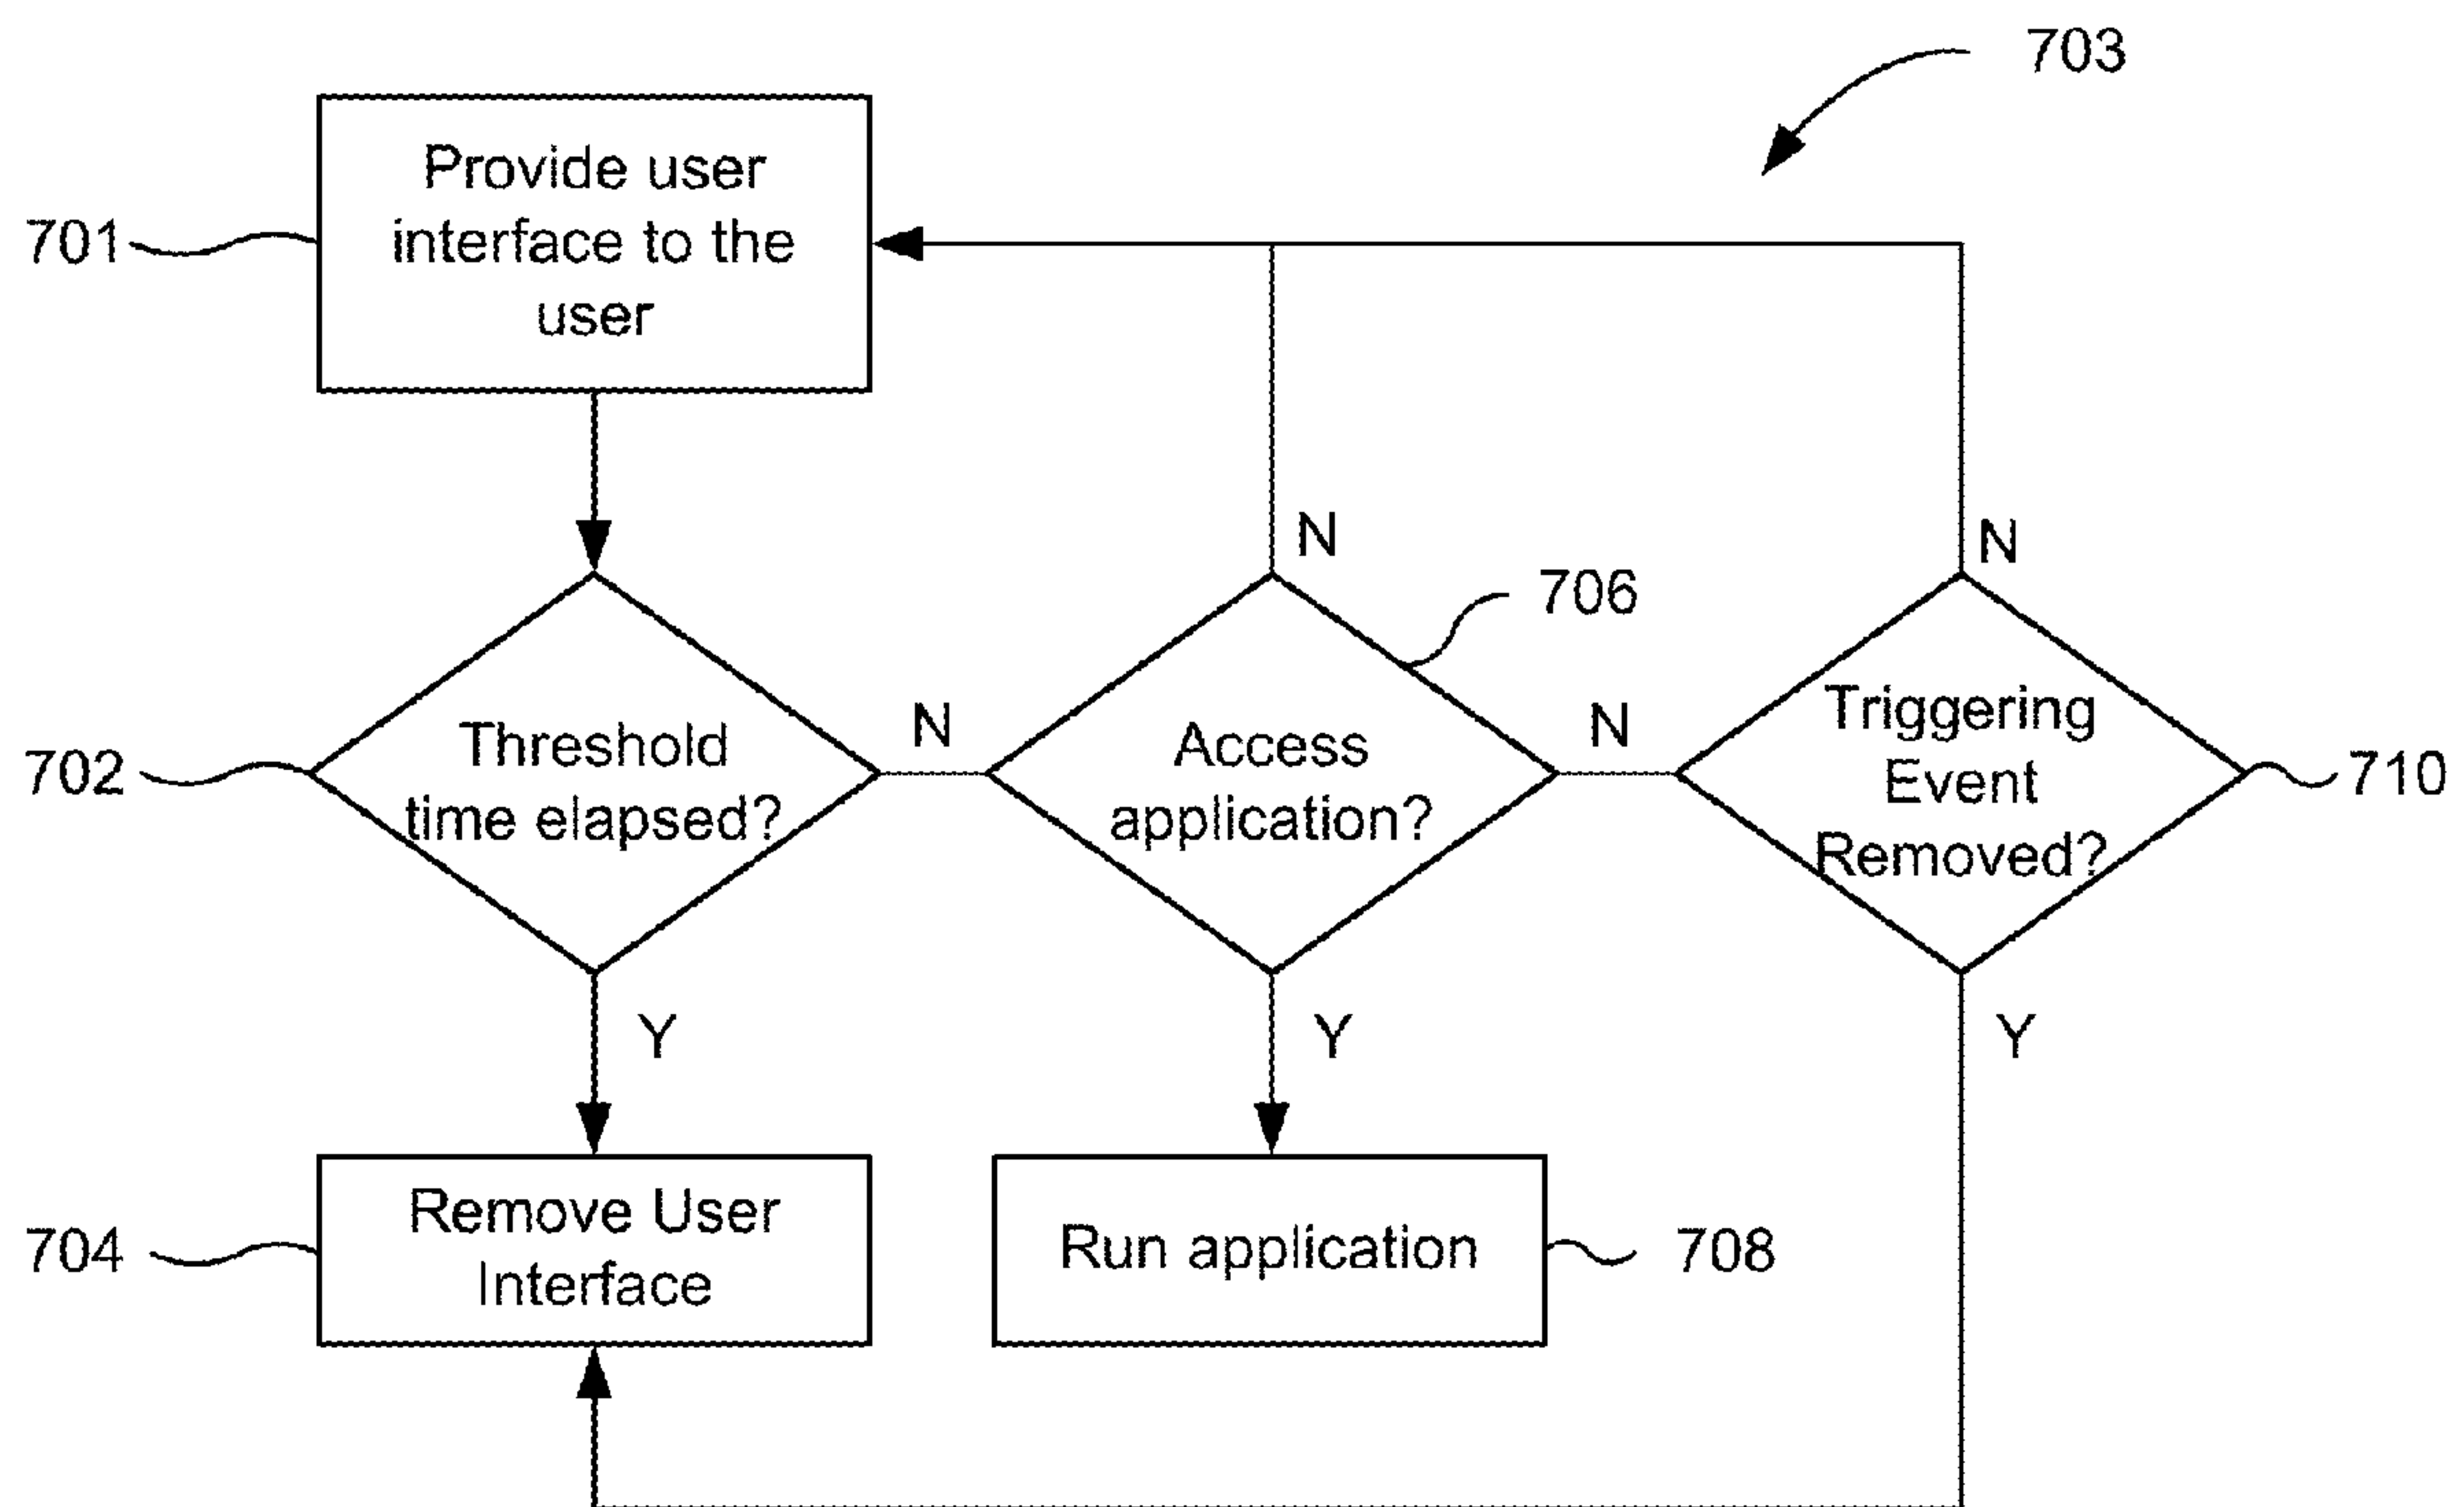 703
Provide user
interface to the
user
701
N
N
706
Threshold
time elapsed?
702
N
Access
application?
N
Triggering
Event
Removed?
710
Y
Y
Y
Remove User
Interface
704
Run application
708